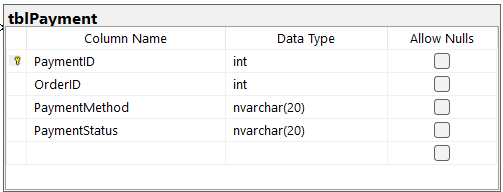 tblPayment
Column Name Data Type Allow Nulls
PaymentID int
OrderID int
PaymentMethod nvarchar(20)
PaymentStatus nvarchar(20)